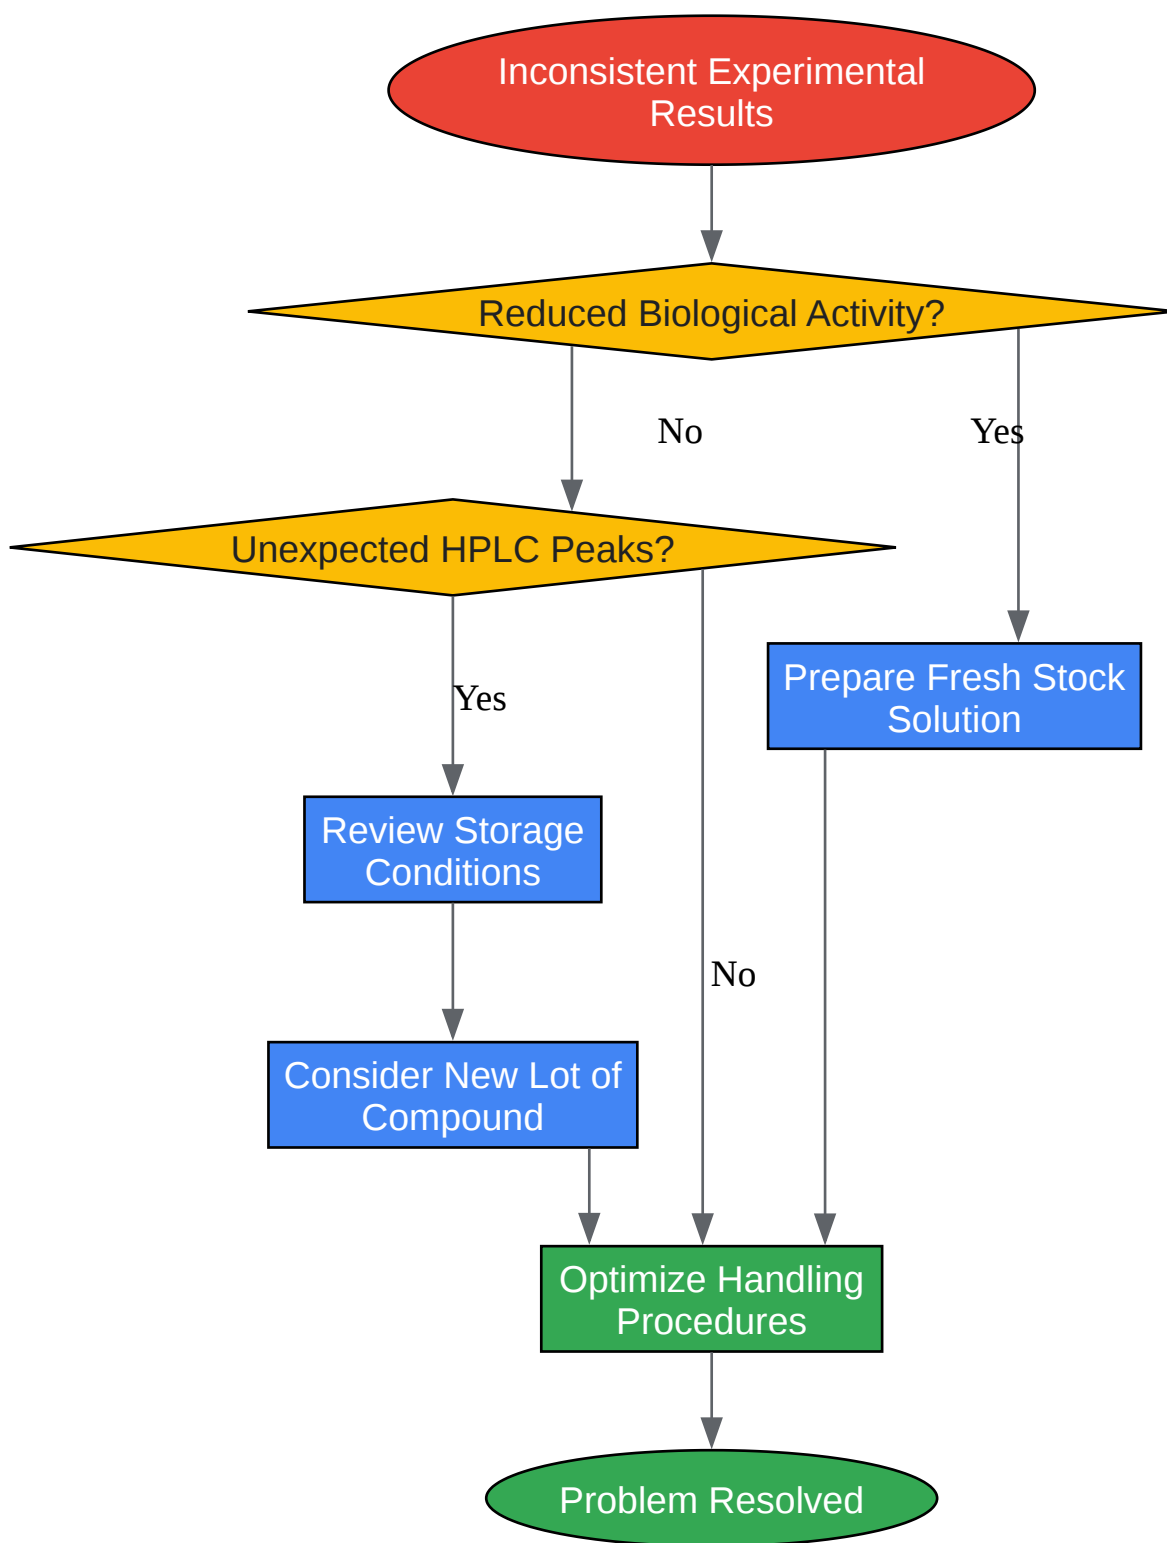 Inconsistent Experimental
Results
Reduced Biological Activity?
No
Yes
Unexpected HPLC Peaks?
Prepare Fresh Stock
Solution
Yes
Review Storage
Conditions
No
Consider New Lot of
Compound
Optimize Handling
Procedures
Problem Resolved